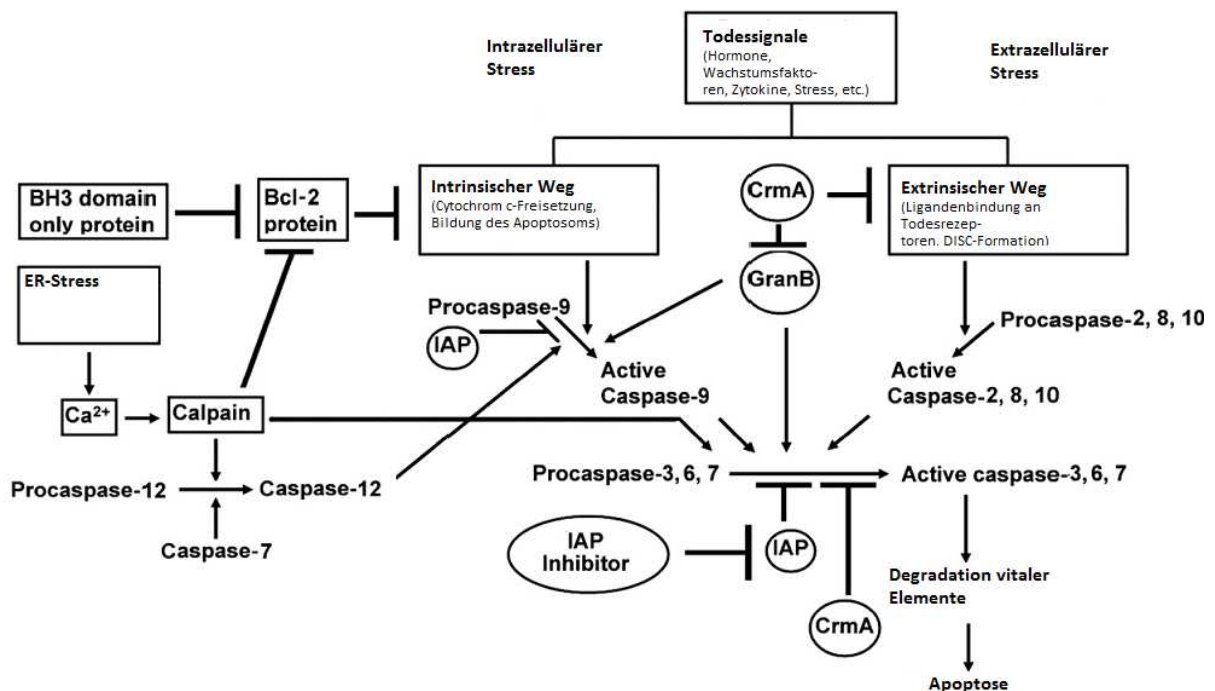 Todessignale
(Hormone,
Wachstumsfakto-
ren, Zytokine, Stress, etc.)
Intrazellulärer
Stress
Extrazellulärer
Stress
BH3 domain
only protein
Bcl-2
protein
Intrinsischer Weg
(Cytochrom c-Freisetzung,
Bildung des Apoptosoms)
CrmA
Extrinsischer Weg
(Ligandenbindung an
Todesrezep-
toren. DISC-Formation)
ER-Stress
GranB
Procaspase-9
IAP
Procaspase-2, 8, 10
Active
Caspase-9
Active
Caspase-2, 8, 10
Ca2+
Calpain
Procaspase-12
Caspase-12
Procaspase-3, 6, 7
Active caspase-3, 6, 7
Caspase-7
IAP
Inhibitor
IAP
Degradation vitaler
Elemente
CrmA
Apoptose